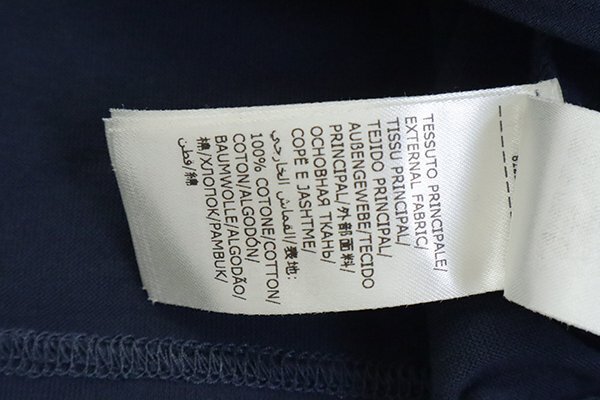 TESSUTO PRINCIPALE/
EXTERNAL FABRIC/
TISSU PRINCIPAL/
TEJIDO PRINCIPAL/
AUßENGEWEBE/TECIDO
PRINCIPAL/外部面料/
ОСНОВНАЯ ТКАНЬ/
COPË E JASHTME/
القماش الخارجي/表地:
100% COTONE/COTTON/
COTON/ALGODÓN/
BAUMWOLLE/ALGODÃO/
棉/ХЛОПОК/PAMBUK/
قطن/綿